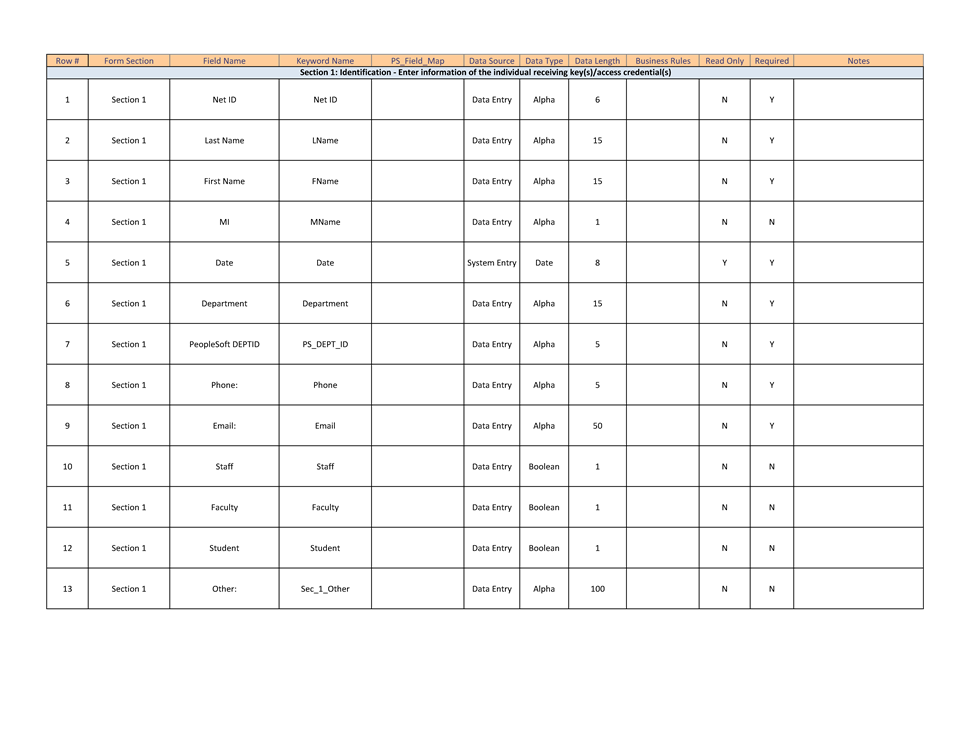 Row # Form Section Field Name Keyword Name PS_Field_Map Data Source Data Type Data Length Business Rules Read Only Required Notes
Section 1: Identification - Enter information of the individual receiving key(s)/access credential(s)
1 Section 1 Net ID Net ID Data Entry Alpha 6 N Y
2 Section 1 Last Name LName Data Entry Alpha 15 N Y
3 Section 1 First Name FName Data Entry Alpha 15 N Y
4 Section 1 MI MName Data Entry Alpha 1 N N
5 Section 1 Date Date System Entry Date 8 Y Y
6 Section 1 Department Department Data Entry Alpha 15 N Y
7 Section 1 PeopleSoft DEPTID PS_DEPT_ID Data Entry Alpha 5 N Y
8 Section 1 Phone: Phone Data Entry Alpha 5 N Y
9 Section 1 Email: Email Data Entry Alpha 50 N Y
10 Section 1 Staff Staff Data Entry Boolean 1 N N
11 Section 1 Faculty Faculty Data Entry Boolean 1 N N
12 Section 1 Student Student Data Entry Boolean 1 N N
13 Section 1 Other: Sec_1_Other Data Entry Alpha 100 N N